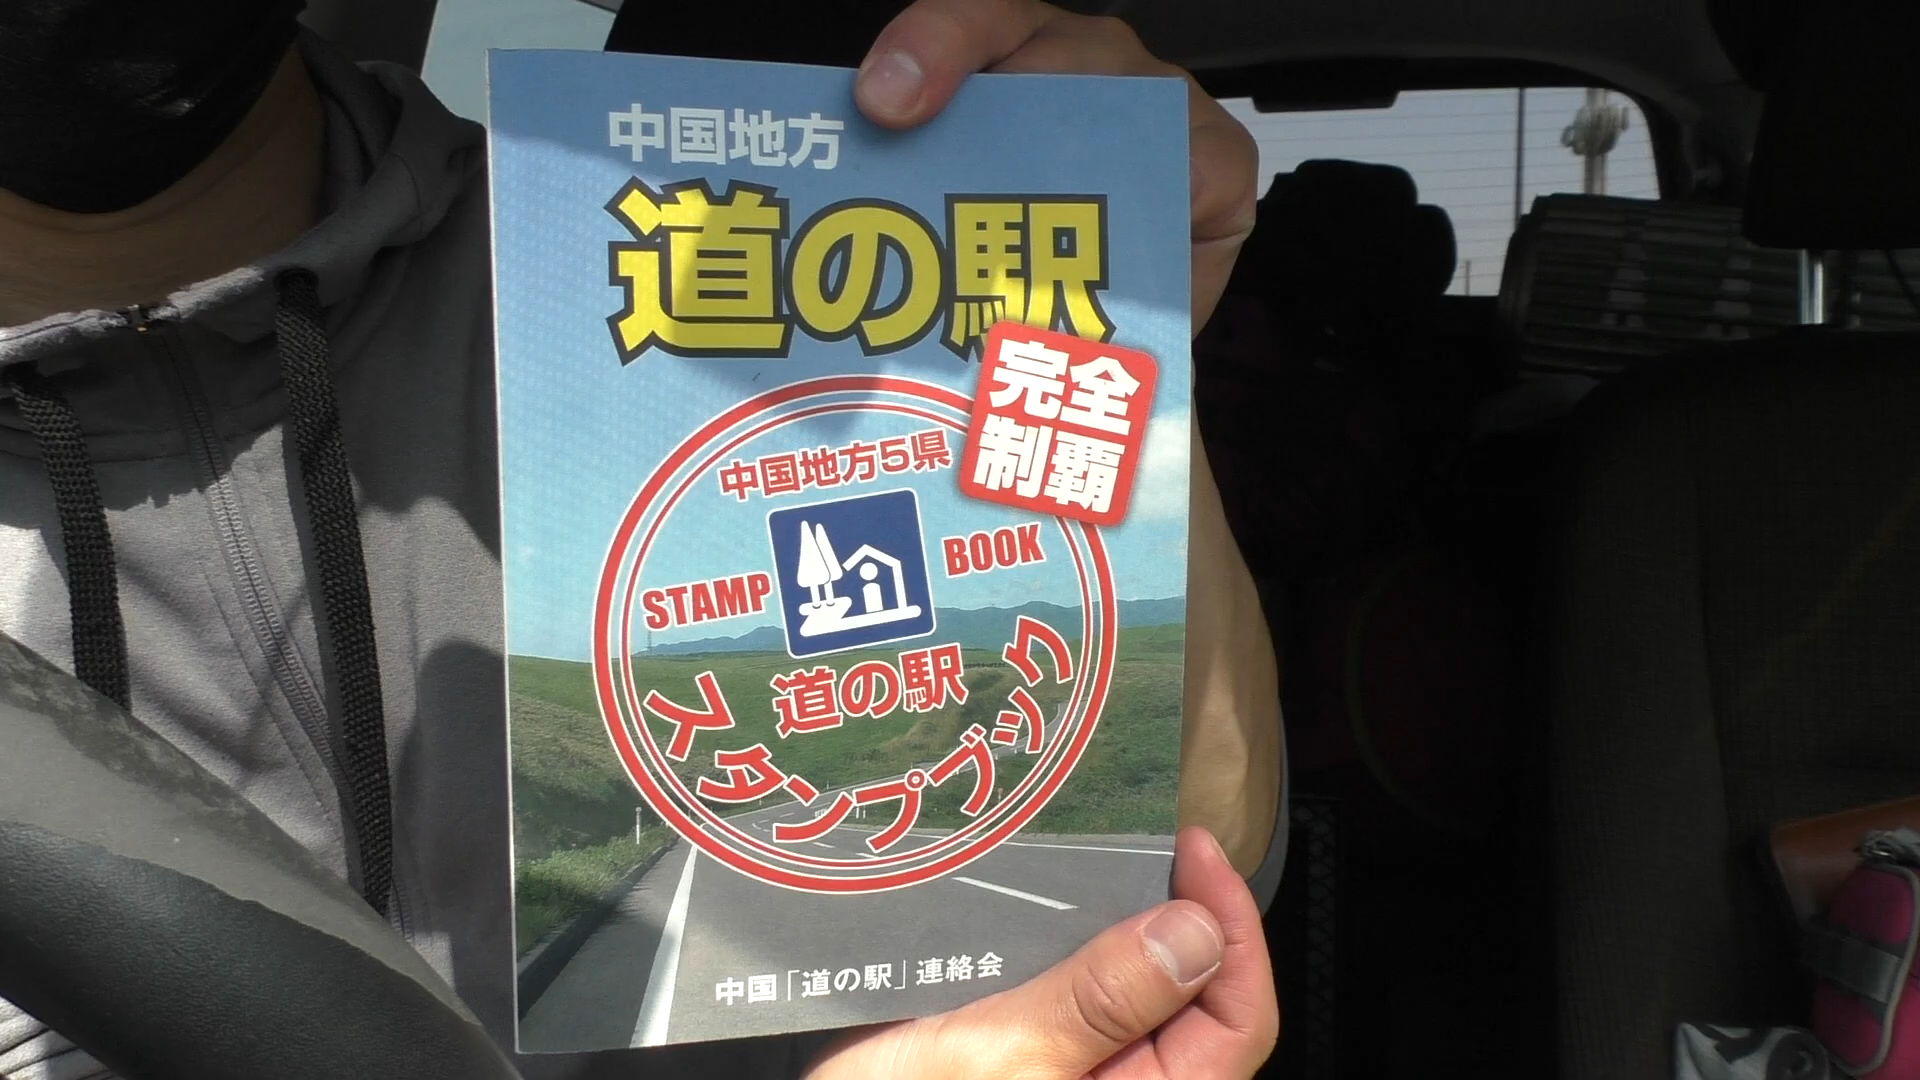 中国地方
道の駅
完全
制覇
中国地方5県
STAMP BOOK
道の駅
スタンプブック
中国「道の駅」連絡会